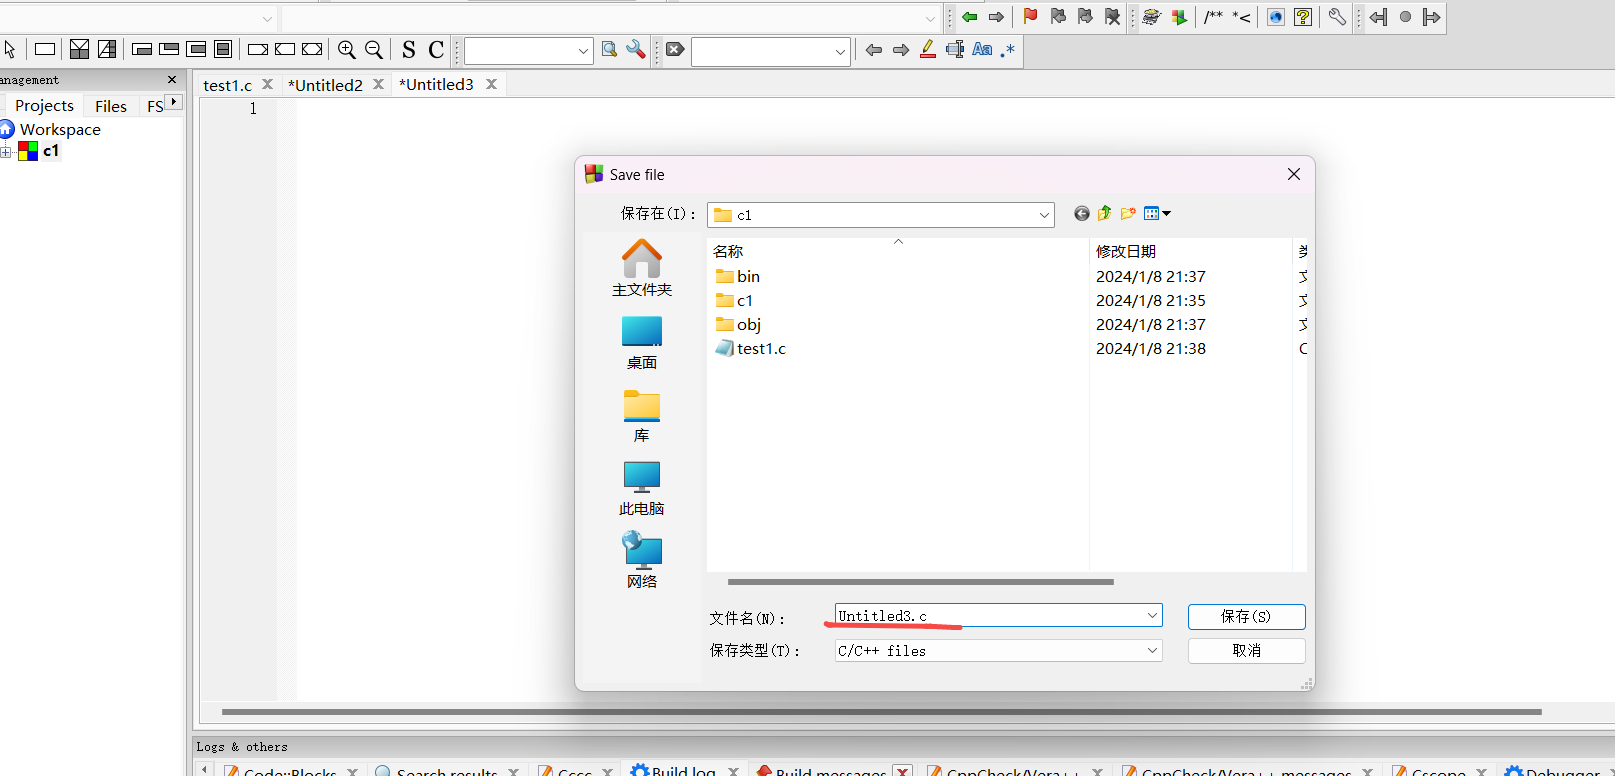 /** *<
S C
Aa .*
anagement
test1.c *Untitled2 *Untitled3
Projects Files FS
1
Workspace
c1
Save file
保存在(I): c1
名称 修改日期
bin 2024/1/8 21:37
c1 2024/1/8 21:35
obj 2024/1/8 21:37
test1.c 2024/1/8 21:38 C
主文件夹
桌面
库
此电脑
网络
文件名(N): Untitled3.c 保存(S)
保存类型(T): C/C++ files 取消
Logs & others
Code::Blocks Search results Cccc Build log Build messages CppCheck/Vera++ CppCheck/Vera++ messages Cscope Debugger